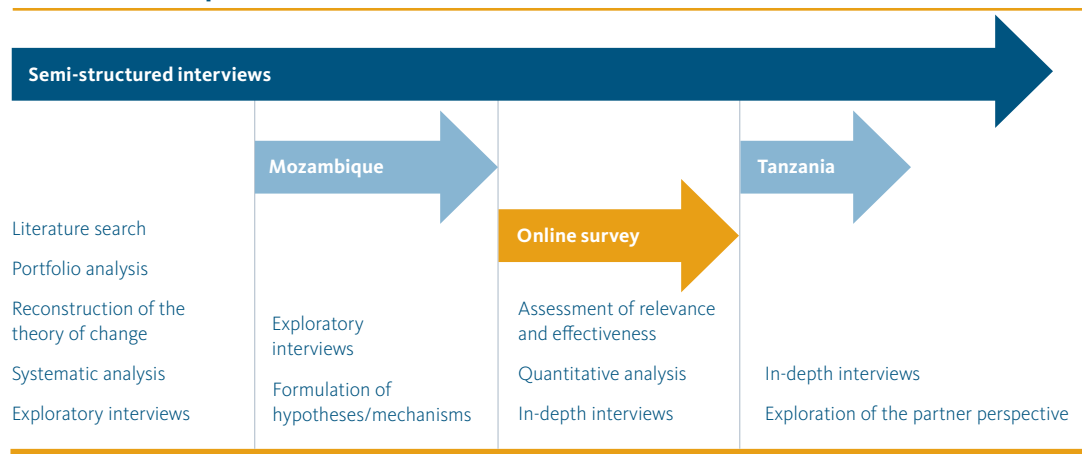 Semi-structured interviews
Mozambique
Tanzania
Online survey
Literature search
Portfolio analysis
Reconstruction of the
theory of change
Systematic analysis
Exploratory interviews
Exploratory
interviews
Formulation of
hypotheses/mechanisms
Assessment of relevance
and effectiveness
Quantitative analysis
In-depth interviews
In-depth interviews
Exploration of the partner perspective